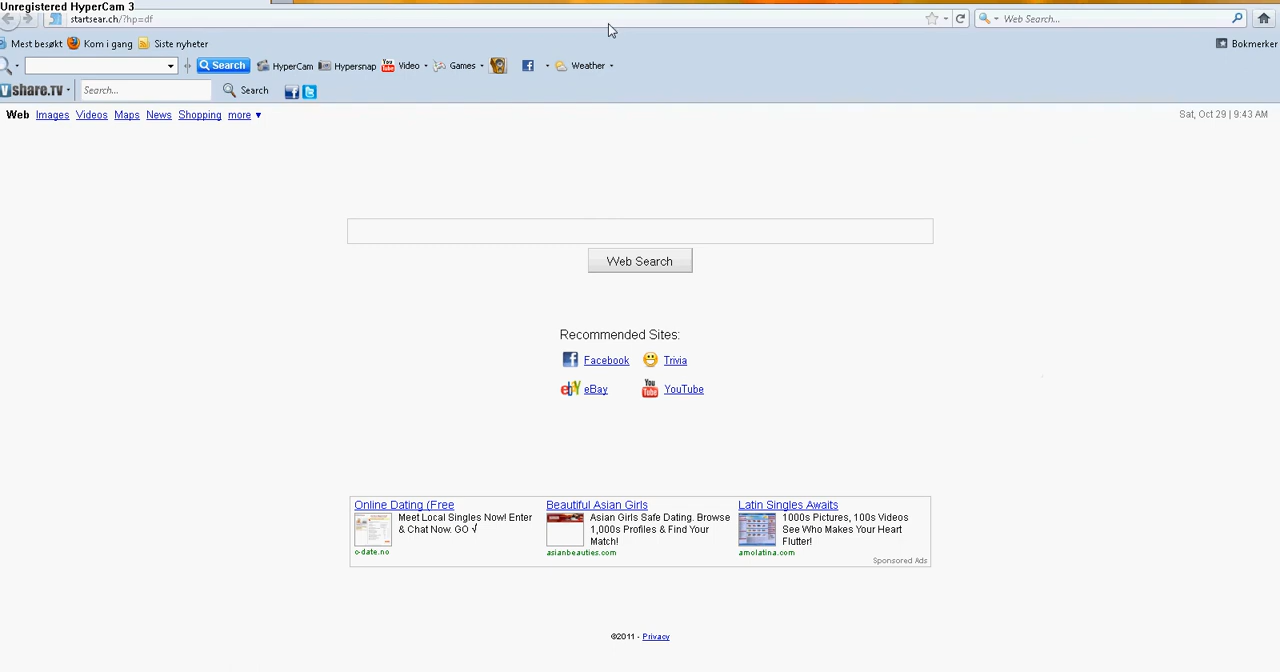 Unregistered HyperCam 3
startsear.ch/?hp=df
Web Search...
Mest besøkt Kom i gang Siste nyheter
Bokmerker
Search HyperCam Hypersnap Video Games Weather
Vshare.TV Search... Search
Web Images Videos Maps News Shopping more ▼
Sat, Oct 29 | 9:43 AM
Web Search
Recommended Sites:
Facebook Trivia
eBay YouTube
Online Dating (Free
Meet Local Singles Now! Enter
& Chat Now. GO √
c-date.no
Beautiful Asian Girls
Asian Girls Safe Dating. Browse
1,000s Profiles & Find Your
Match!
asianbeauties.com
Latin Singles Awaits
1000s Pictures, 100s Videos
See Who Makes Your Heart
Flutter!
amolatina.com
Sponsored Ads
©2011 - Privacy